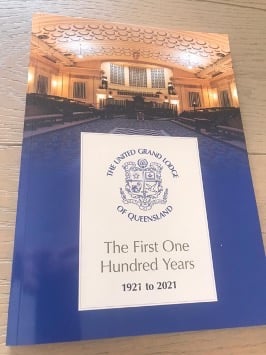 THE UNITED GRAND LODGE
OF QUEENSLAND
The First One
Hundred Years
1921 to 2021